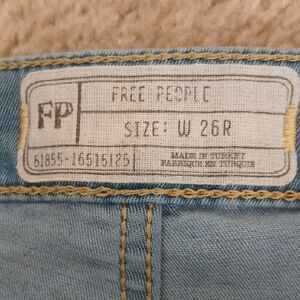 FP
FREE PEOPLE
SIZE: W 26R
61855-16515125
MADE IN TURKEY
FABRIQUE EN TURQUIE